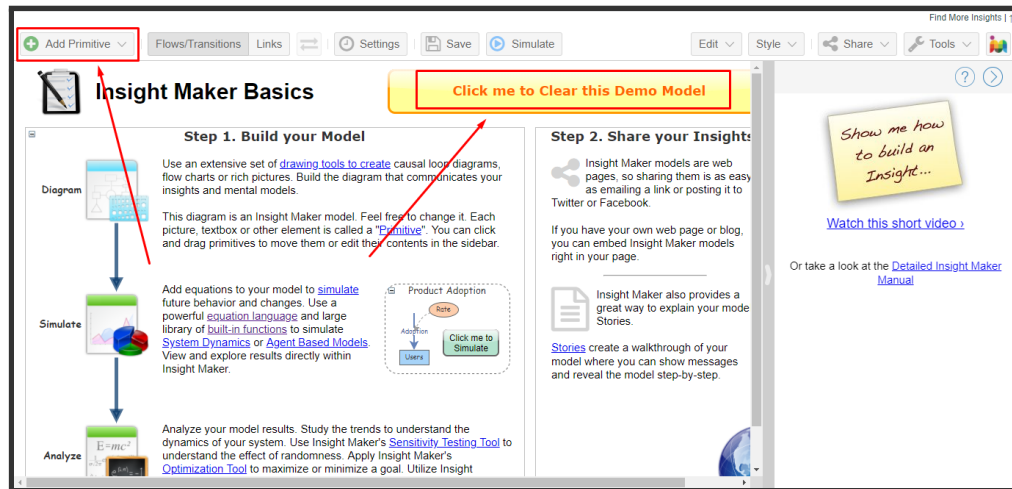 Find More Insights |
Add Primitive
Flows/Transitions
Links
Settings
Save
Simulate
Edit
Style
Share
Tools
Insight Maker Basics
Click me to Clear this Demo Model
Step 1. Build your Model
Diagram
Use an extensive set of drawing tools to create causal loop diagrams,
flow charts or rich pictures. Build the diagram that communicates your
insights and mental models.
This diagram is an Insight Maker model. Feel free to change it. Each
picture, textbox or other element is called a "Primitive". You can click
and drag primitives to move them or edit their contents in the sidebar.
Simulate
Add equations to your model to simulate
future behavior and changes. Use a
powerful equation language and large
library of built-in functions to simulate
System Dynamics or Agent Based Models.
View and explore results directly within
Insight Maker.
Product Adoption
Rate
Adoption
Users
Click me to
Simulate
Analyze
E=mc²
Analyze your model results. Study the trends to understand the
dynamics of your system. Use Insight Maker's Sensitivity Testing Tool to
understand the effect of randomness. Apply Insight Maker's
Optimization Tool to maximize or minimize a goal. Utilize Insight
Step 2. Share your Insights
Insight Maker models are web
pages, so sharing them is as easy
as emailing a link or posting it to
Twitter or Facebook.
If you have your own web page or blog,
you can embed Insight Maker models
right in your page.
Insight Maker also provides a
great way to explain your mode
Stories.
Stories create a walkthrough of your
model where you can show messages
and reveal the model step-by-step.
?
Show me how
to build an
Insight...
Watch this short video ›
Or take a look at the Detailed Insight Maker
Manual